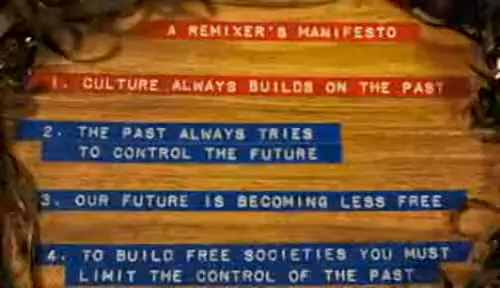 A REMIXER'S MANIFESTO
1. CULTURE ALWAYS BUILDS ON THE PAST
2. THE PAST ALWAYS TRIES
TO CONTROL THE FUTURE
3. OUR FUTURE IS BECOMING LESS FREE
4. TO BUILD FREE SOCIETIES YOU MUST
LIMIT THE CONTROL OF THE PAST